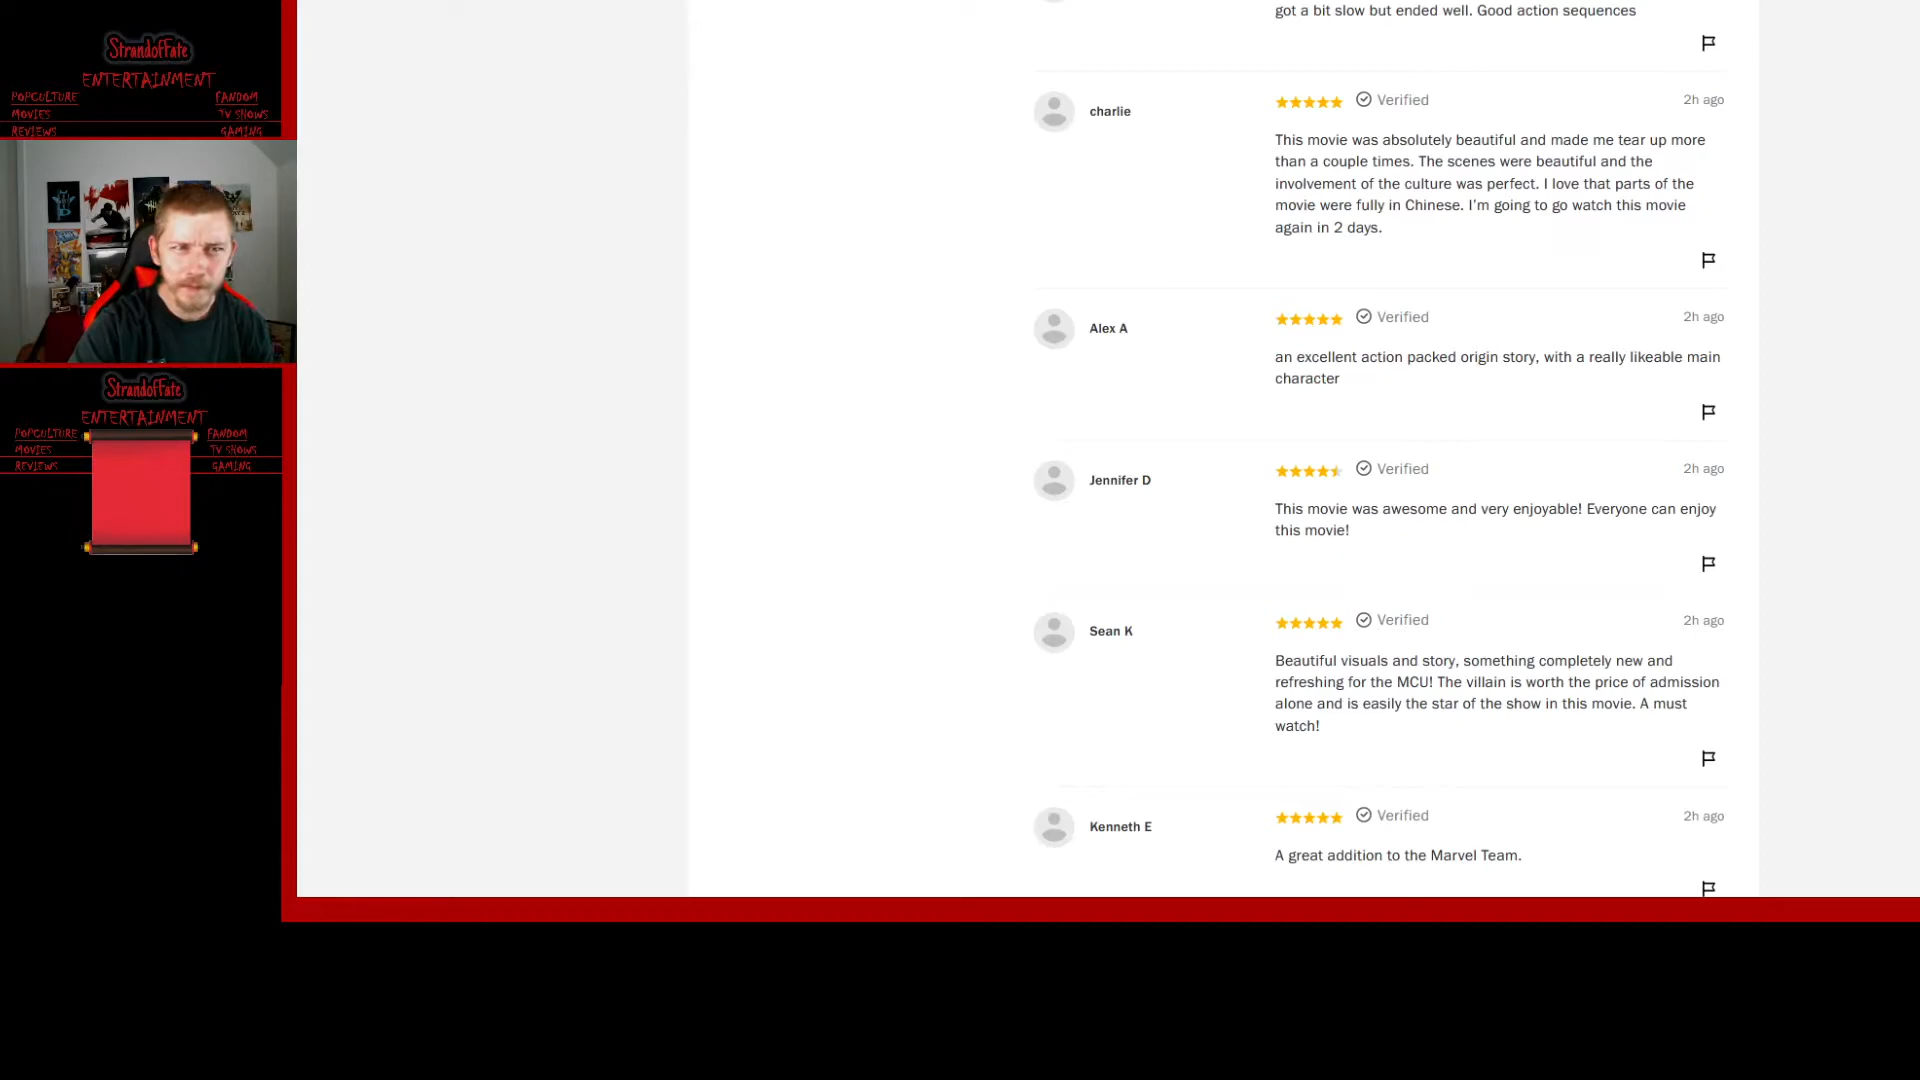 StrandofFate
ENTERTAINMENT
POPCULTURE
FANDOM
MOVIES
TV SHOWS
REVIEWS
GAMING
StrandofFate
ENTERTAINMENT
POPCULTURE
FANDOM
MOVIES
TV SHOWS
REVIEWS
GAMING
got a bit slow but ended well. Good action sequences
charlie
Verified
2h ago
This movie was absolutely beautiful and made me tear up more
than a couple times. The scenes were beautiful and the
involvement of the culture was perfect. I love that parts of the
movie were fully in Chinese. I’m going to go watch this movie
again in 2 days.
Alex A
Verified
2h ago
an excellent action packed origin story, with a really likeable main
character
Jennifer D
Verified
2h ago
This movie was awesome and very enjoyable! Everyone can enjoy
this movie!
Sean K
Verified
2h ago
Beautiful visuals and story, something completely new and
refreshing for the MCU! The villain is worth the price of admission
alone and is easily the star of the show in this movie. A must
watch!
Kenneth E
Verified
2h ago
A great addition to the Marvel Team.